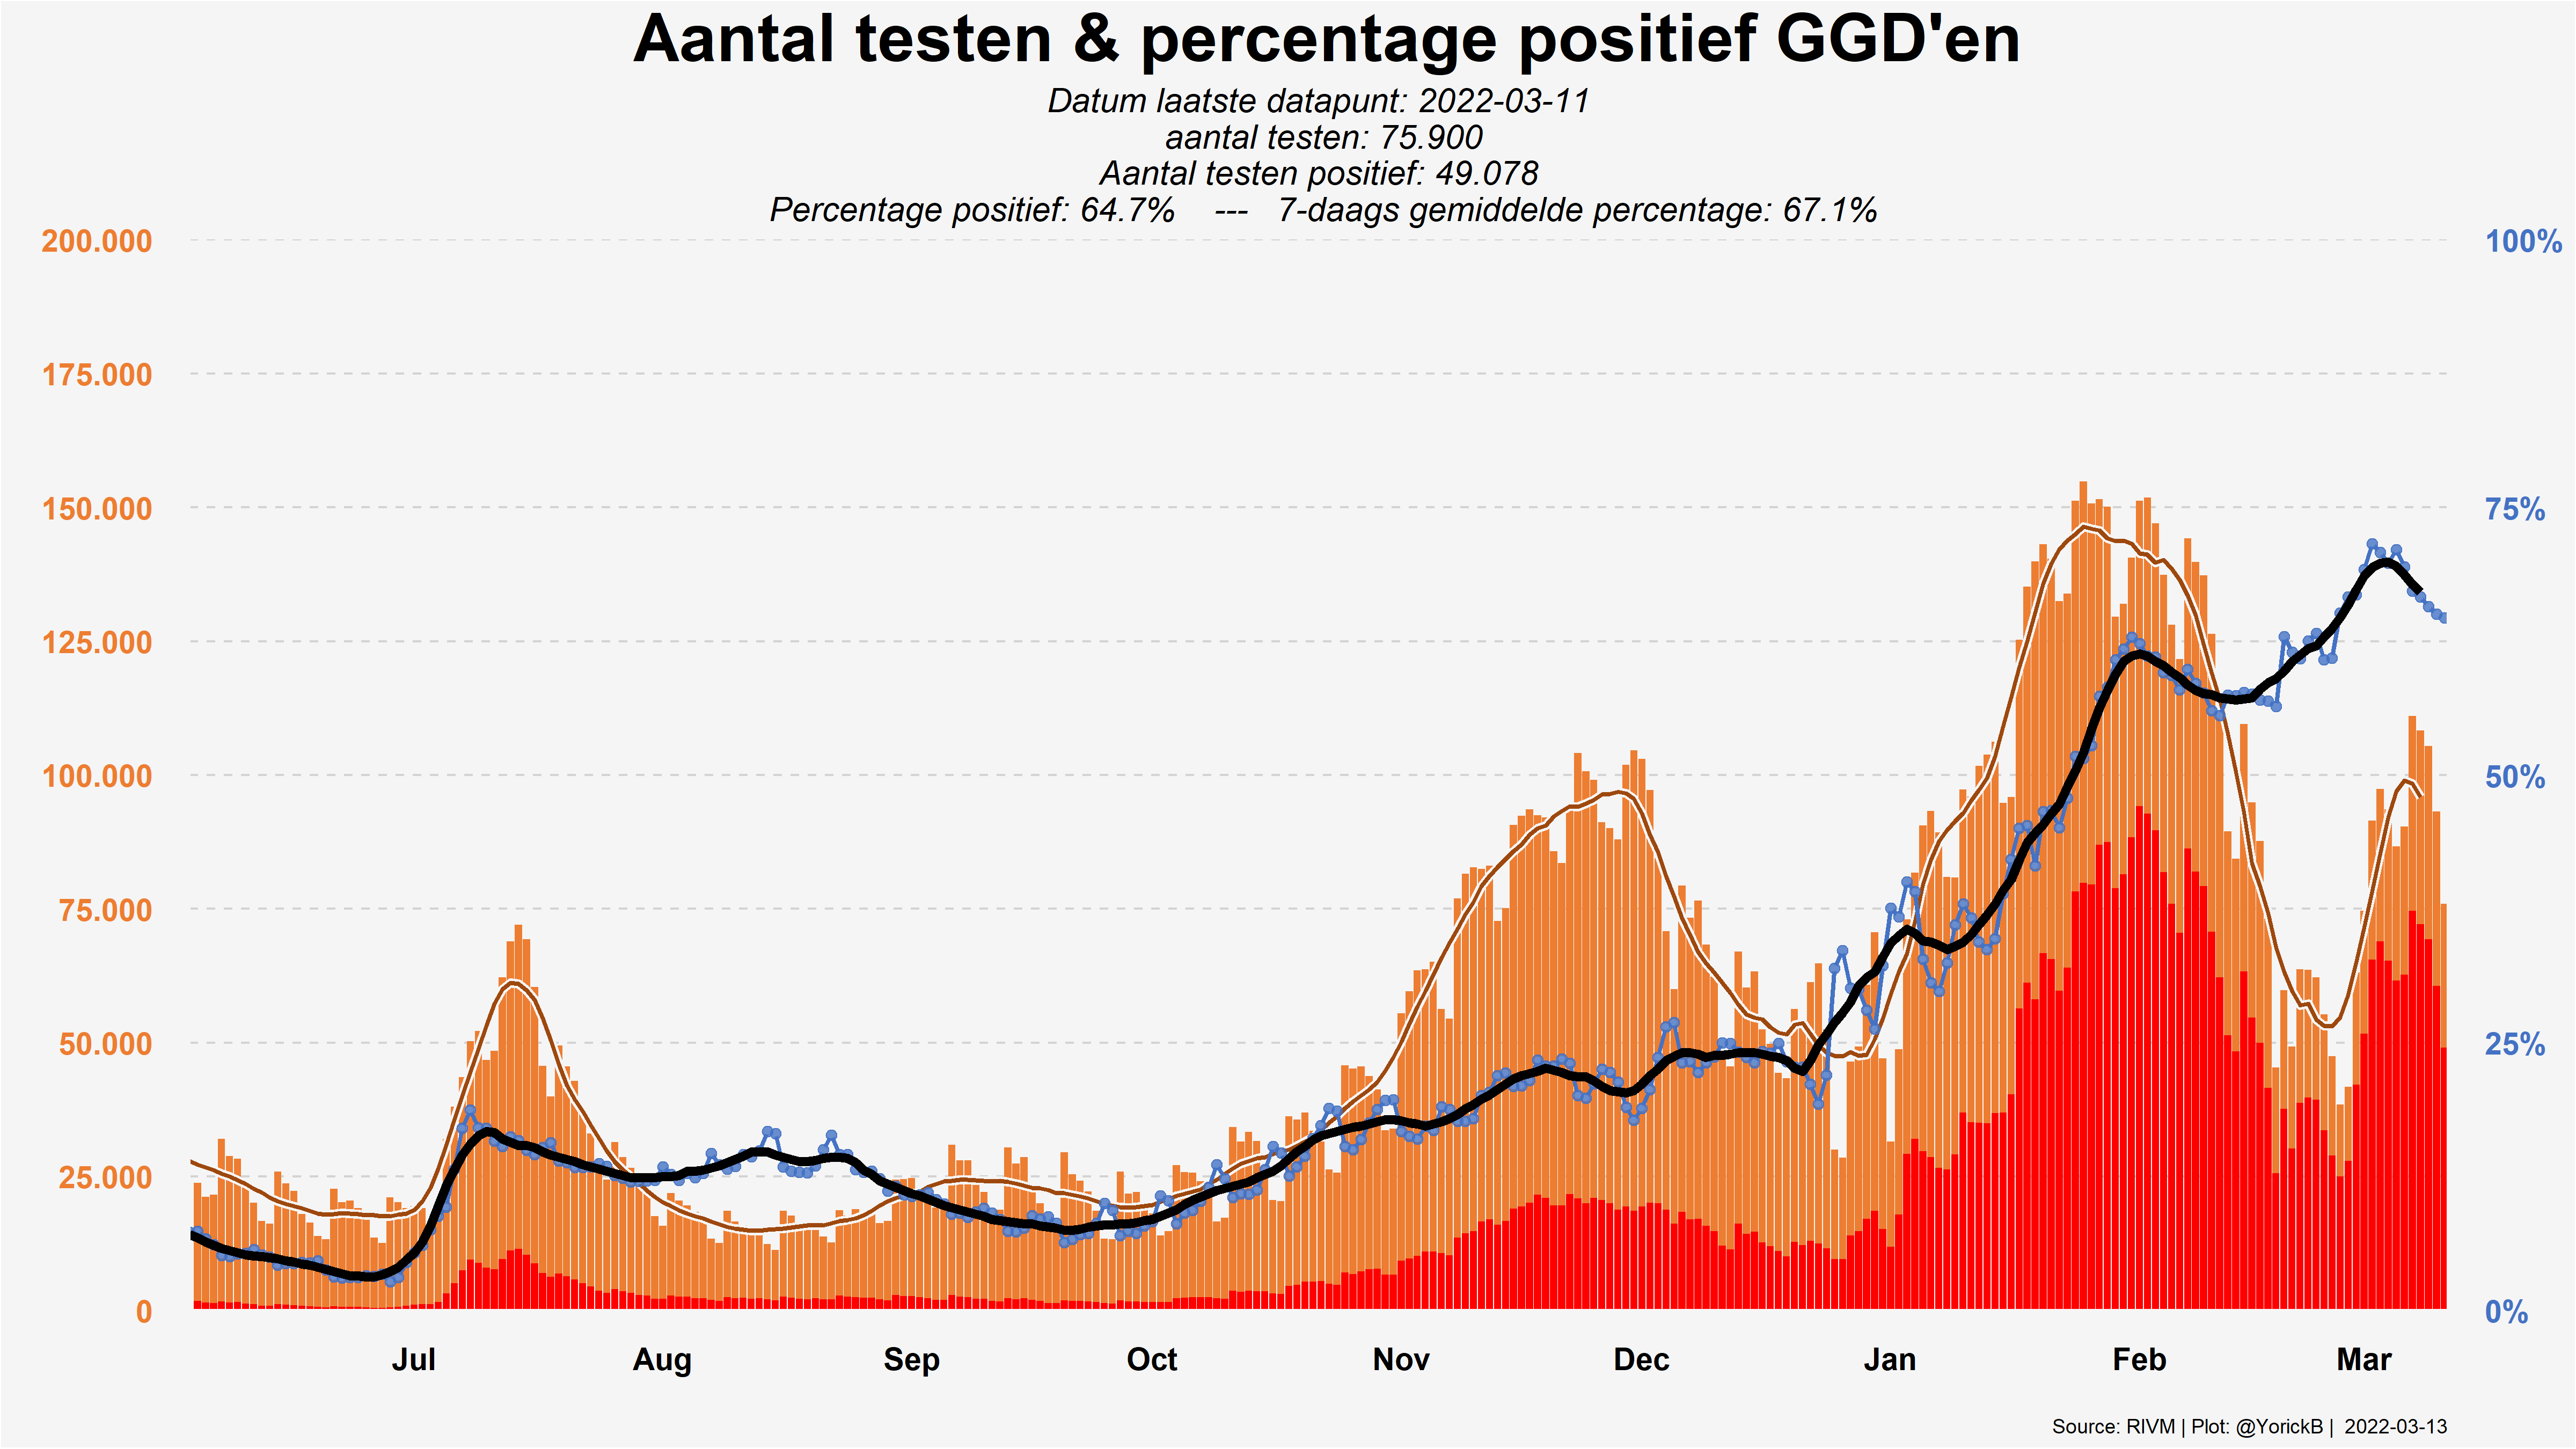 Aantal testen & percentage positief GGD'en
Datum laatste datapunt: 2022-03-11
aantal testen: 75.900
Aantal testen positief: 49.078
Percentage positief: 64.7% --- 7-daags gemiddelde percentage: 67.1%
200.000 100%
175.000
150.000 75%
125.000
100.000 50%
75.000
50.000 25%
25.000
0 0%
Jul Aug Sep Oct Nov Dec Jan Feb Mar
Source: RIVM | Plot: @YorickB | 2022-03-13